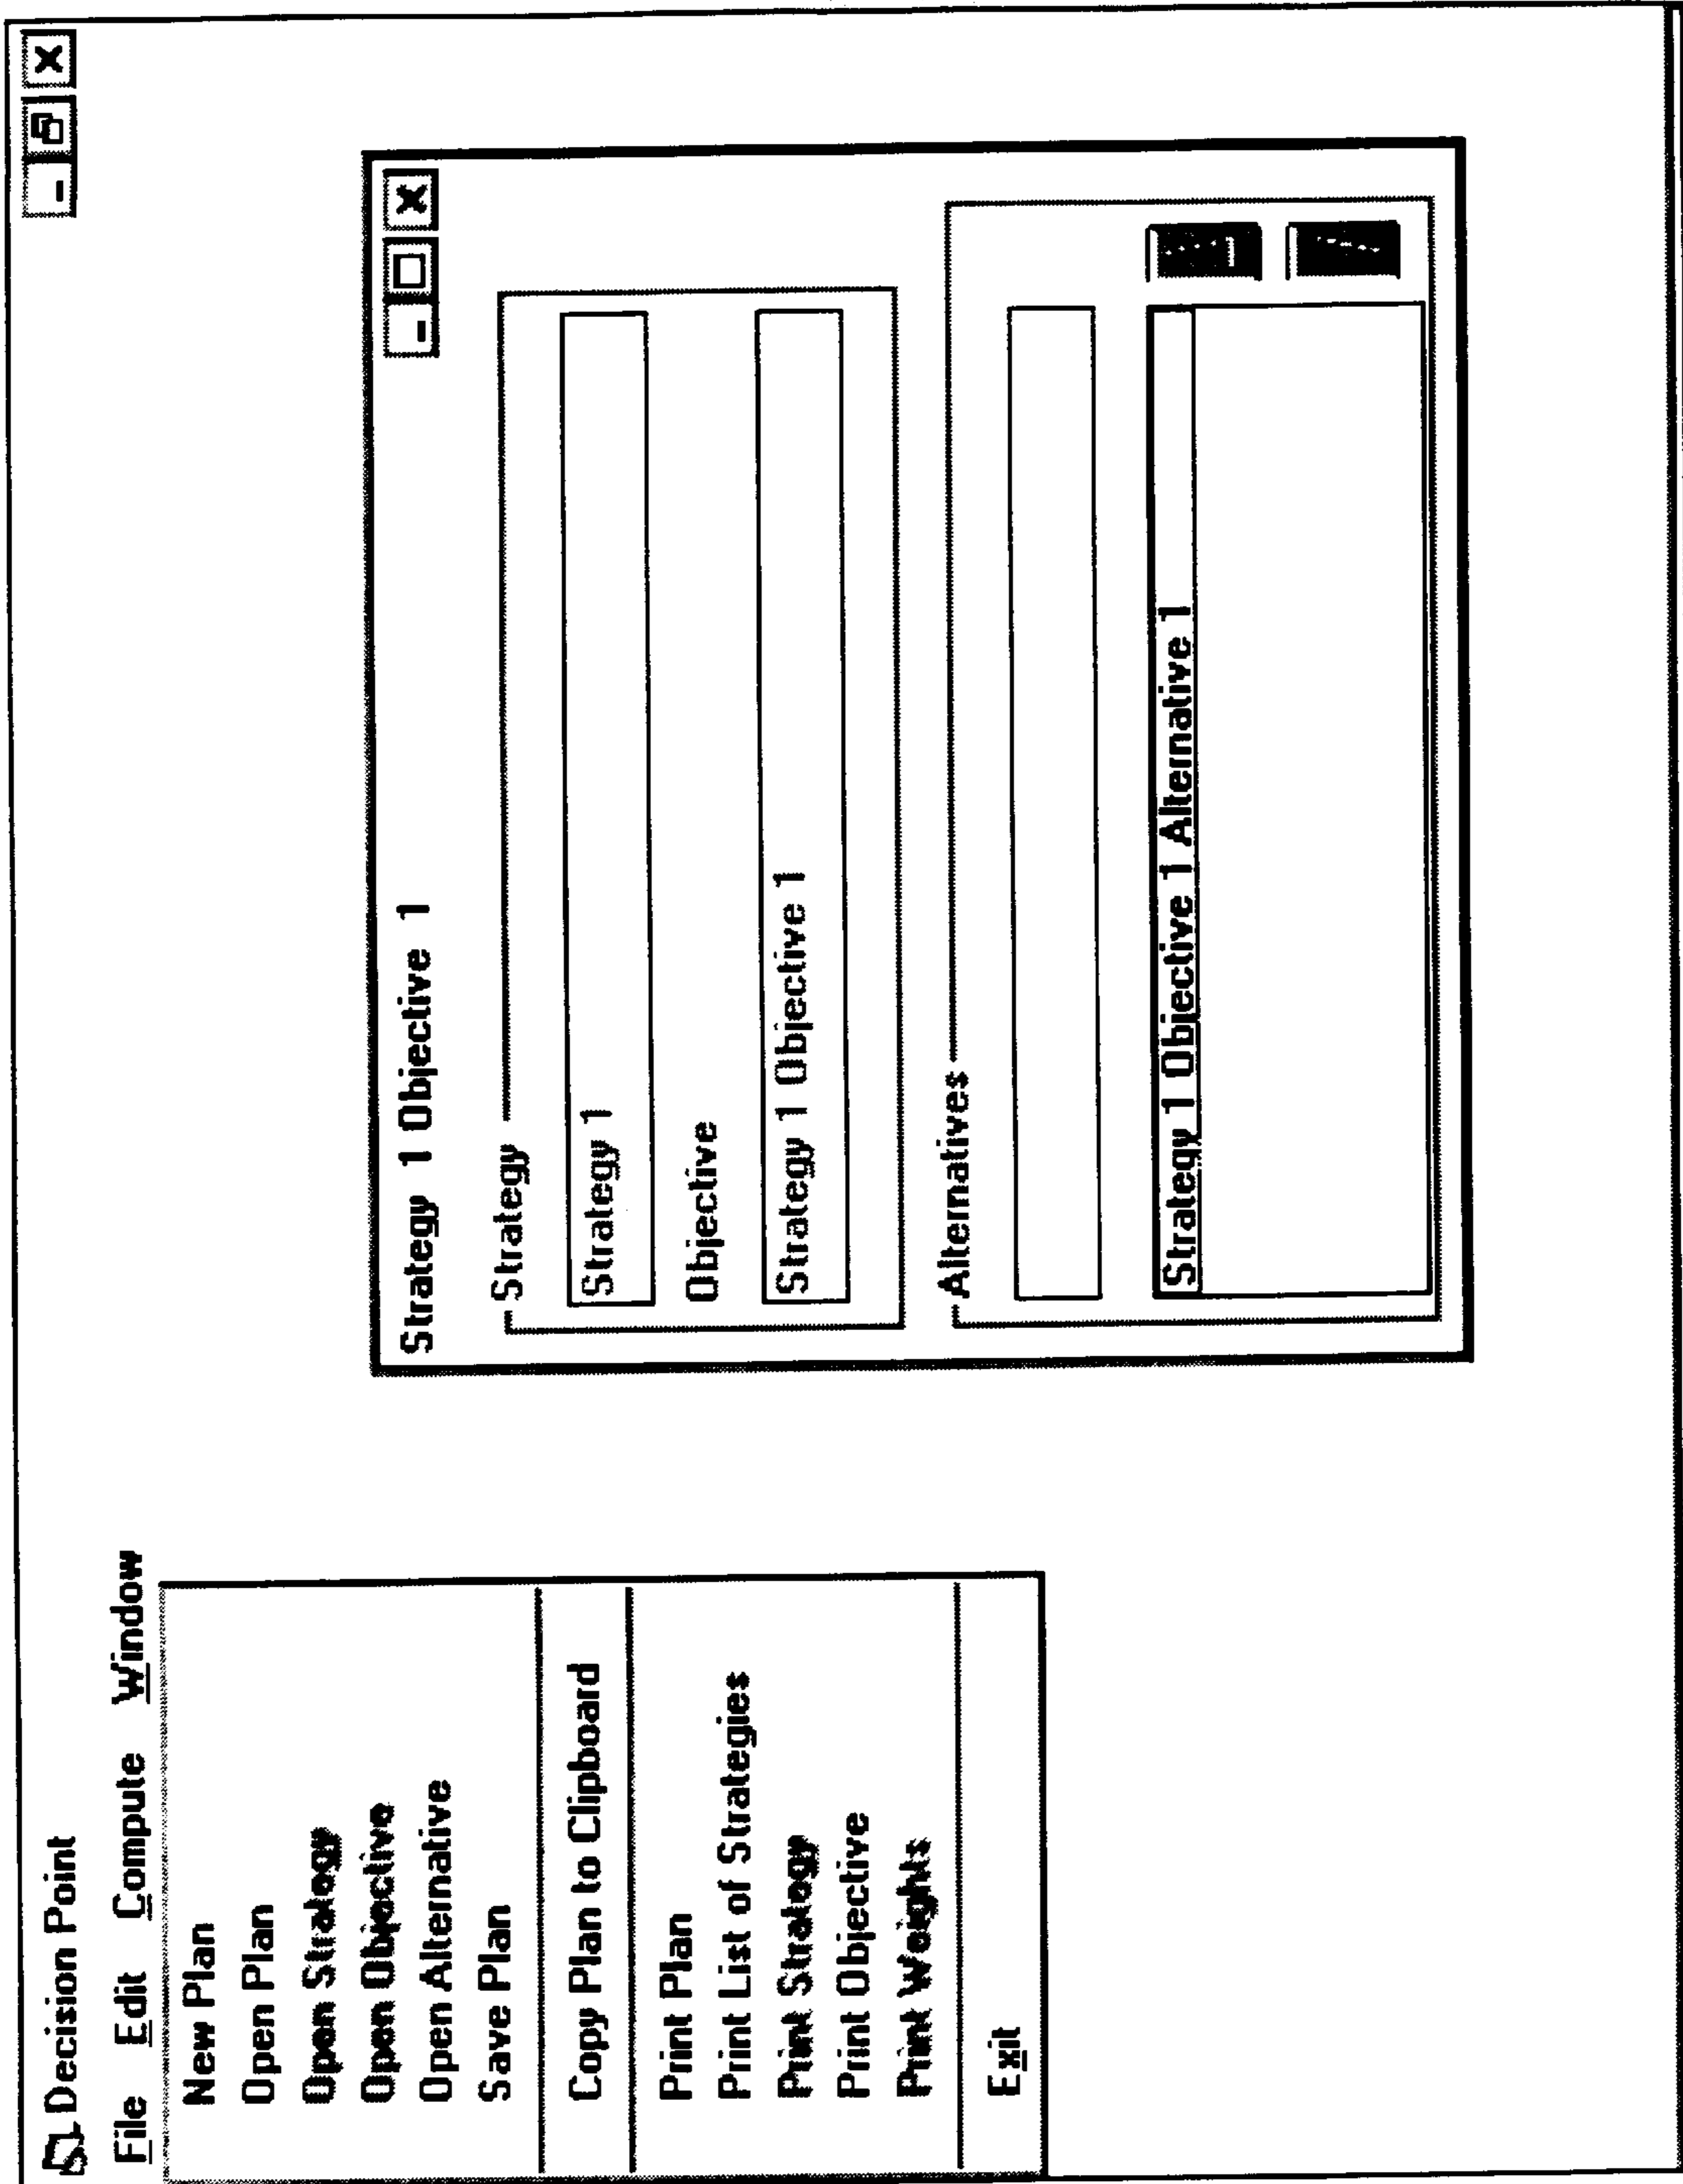 Decision Point
File Edit Compute Window
New Plan
Open Plan
Open Strategy
Open Objective
Open Alternative
Save Plan
Copy Plan to Clipboard
Print Plan
Print List of Strategies
Print Strategy
Print Objective
Print Weights
Exit
Strategy 1 Objective 1
Strategy
Strategy 1
Objective
Strategy 1 Objective 1
Alternatives
Strategy 1 Objective 1 Alternative 1